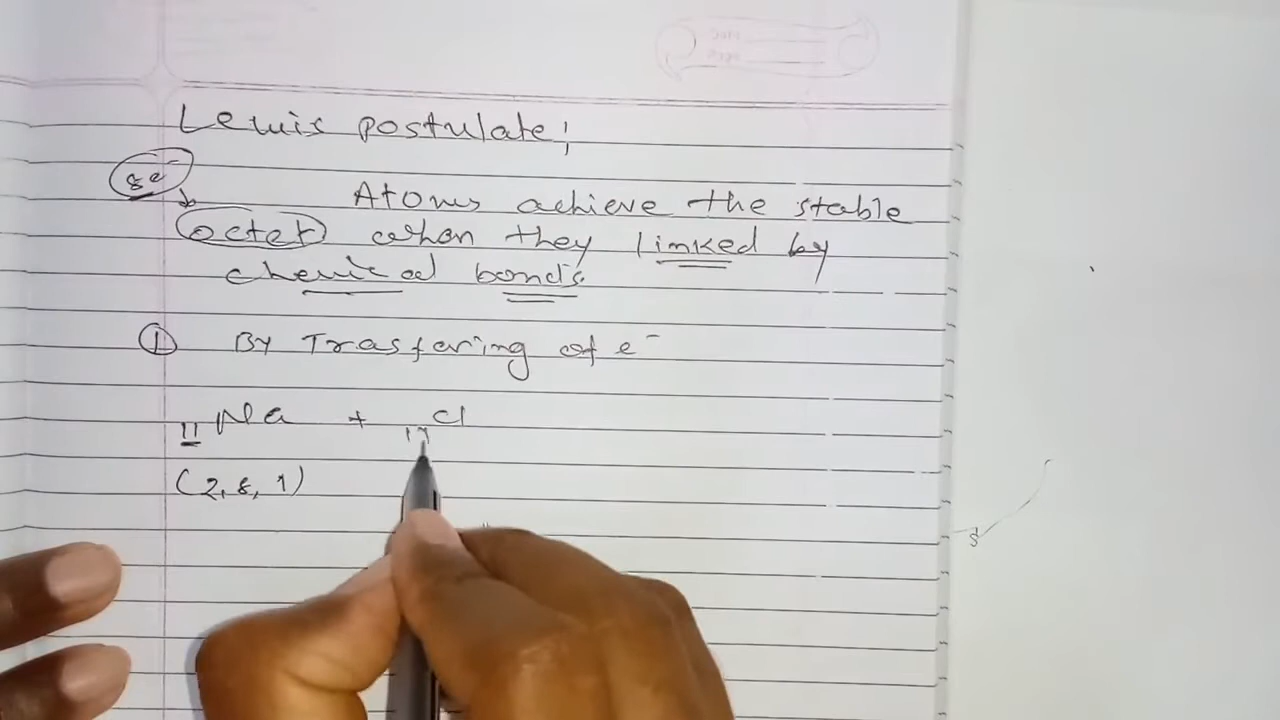 Lewis postulate;
8e⁻
Atoms achieve the stable
octet when they linked by
chemical bonds.
① By Trasfering of e⁻
₁₁Na + ₁₇Cl
(2, 8, 1)